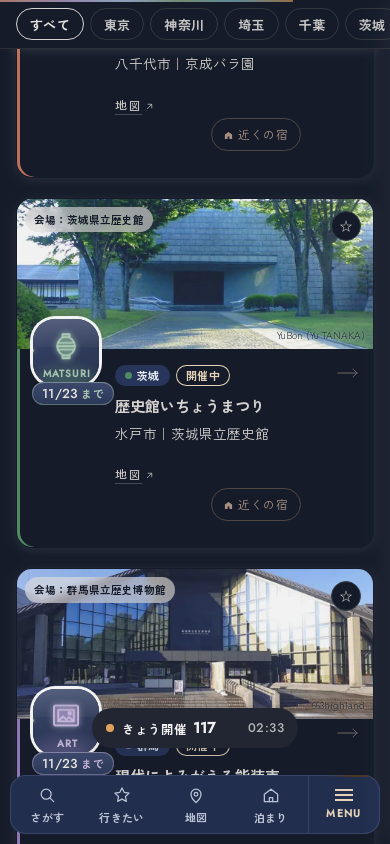 すべて
東京
神奈川
埼玉
千葉
茨城
八千代市｜京成バラ園
地図 ↗
近くの宿
会場：茨城県立歴史館
☆
YuBon (Yu TANAKA)
MATSURI
11/23 まで
茨城
開催中
→
歴史館いちょうまつり
水戸市｜茨城県立歴史館
地図 ↗
近くの宿
会場：群馬県立歴史博物館
☆
663highland
ART
11/23 まで
→
きょう開催 117
02:33
さがす
行きたい
地図
泊まり
MENU